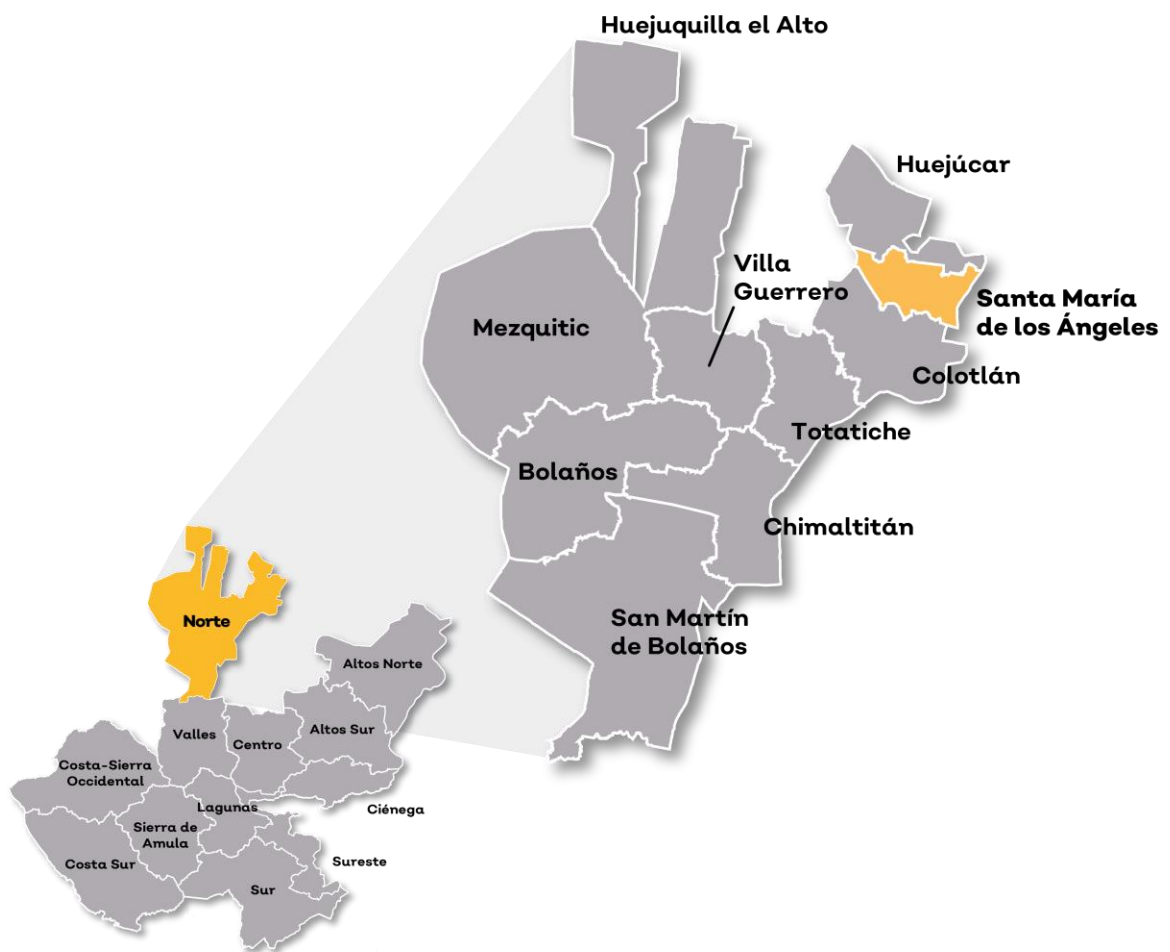 Huejuquilla el Alto
Huejúcar
Villa
Guerrero
Santa María
de los Ángeles
Mezquitic
Colotlán
Totatiche
Bolaños
Chimaltitán
San Martín
de Bolaños
Norte
Altos Norte
Valles
Centro
Altos Sur
Costa-Sierra
Occidental
Lagunas
Ciénega
Sierra de
Amula
Costa Sur
Sureste
Sur